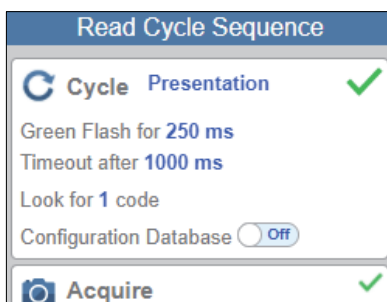 Read Cycle Sequence
Cycle Presentation
Green Flash for 250 ms
Timeout after 1000 ms
Look for 1 code
Configuration Database Off
Acquire